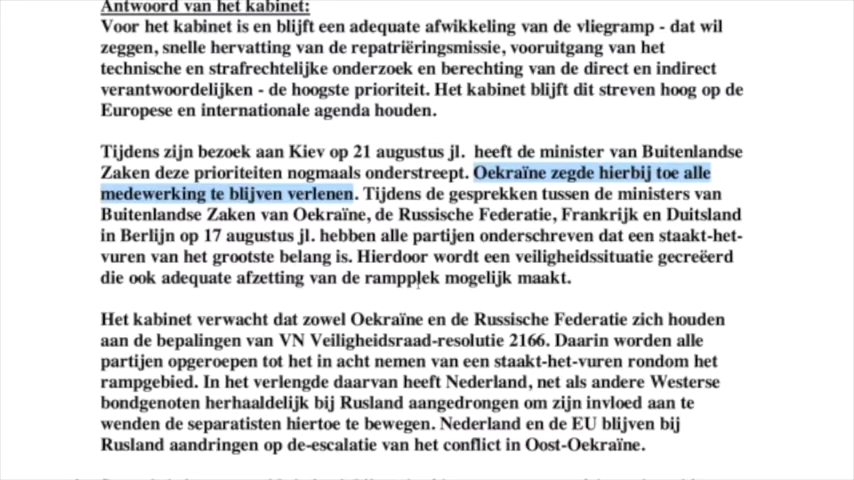 Antwoord van het kabinet:
Voor het kabinet is en blijft een adequate afwikkeling van de vliegramp - dat wil
zeggen, snelle hervatting van de repatriëringsmissie, vooruitgang van het
technische en strafrechtelijke onderzoek en berechting van de direct en indirect
verantwoordelijken - de hoogste prioriteit. Het kabinet blijft dit streven hoog op de
Europese en internationale agenda houden.
Tijdens zijn bezoek aan Kiev op 21 augustus jl. heeft de minister van Buitenlandse
Zaken deze prioriteiten nogmaals onderstreept. Oekraïne zegde hierbij toe alle
medewerking te blijven verlenen. Tijdens de gesprekken tussen de ministers van
Buitenlandse Zaken van Oekraïne, de Russische Federatie, Frankrijk en Duitsland
in Berlijn op 17 augustus jl. hebben alle partijen onderschreven dat een staakt-het-
vuren van het grootste belang is. Hierdoor wordt een veiligheidssituatie gecreëerd
die ook adequate afzetting van de rampplek mogelijk maakt.
Het kabinet verwacht dat zowel Oekraïne en de Russische Federatie zich houden
aan de bepalingen van VN Veiligheidsraad-resolutie 2166. Daarin worden alle
partijen opgeroepen tot het in acht nemen van een staakt-het-vuren rondom het
rampgebied. In het verlengde daarvan heeft Nederland, net als andere Westerse
bondgenoten herhaaldelijk bij Rusland aangedrongen om zijn invloed aan te
wenden de separatisten hiertoe te bewegen. Nederland en de EU blijven bij
Rusland aandringen op de-escalatie van het conflict in Oost-Oekraïne.